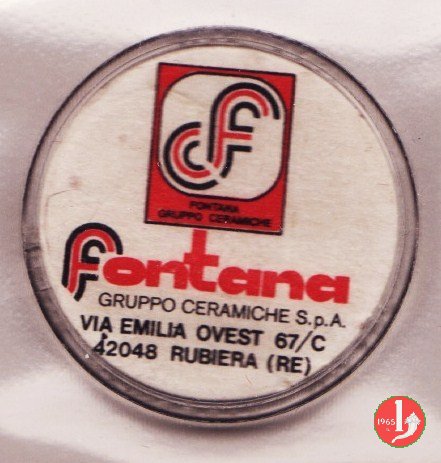 FONTANA
GRUPPO CERAMICHE
Fontana
GRUPPO CERAMICHE S.p.A.
VIA EMILIA OVEST 67/C
42048 RUBIERA (RE)
1965